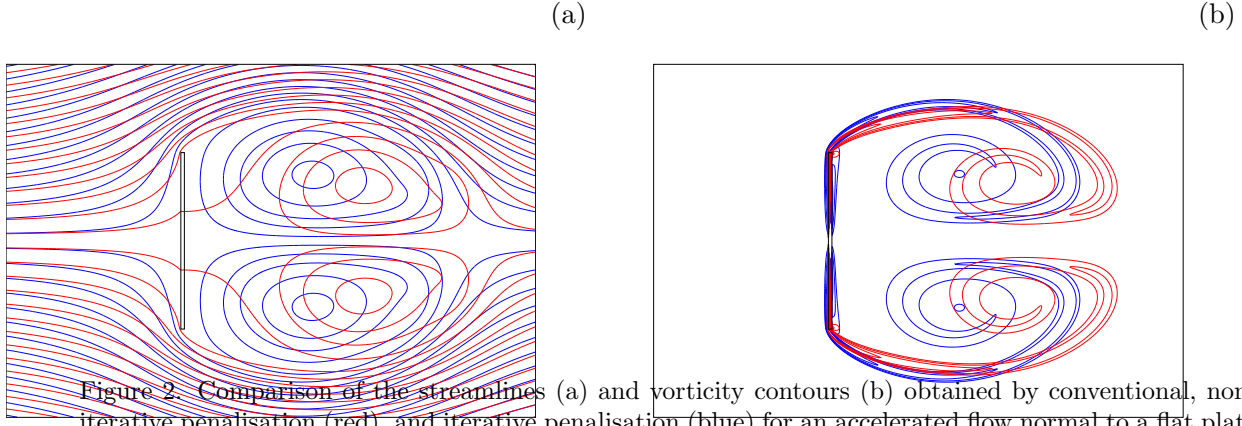 (a)
(b)
Figure 2. Comparison of the streamlines (a) and vorticity contours (b) obtained by conventional, non
iterative penalisation (red), and iterative penalisation (blue) for an accelerated flow normal to a flat plat